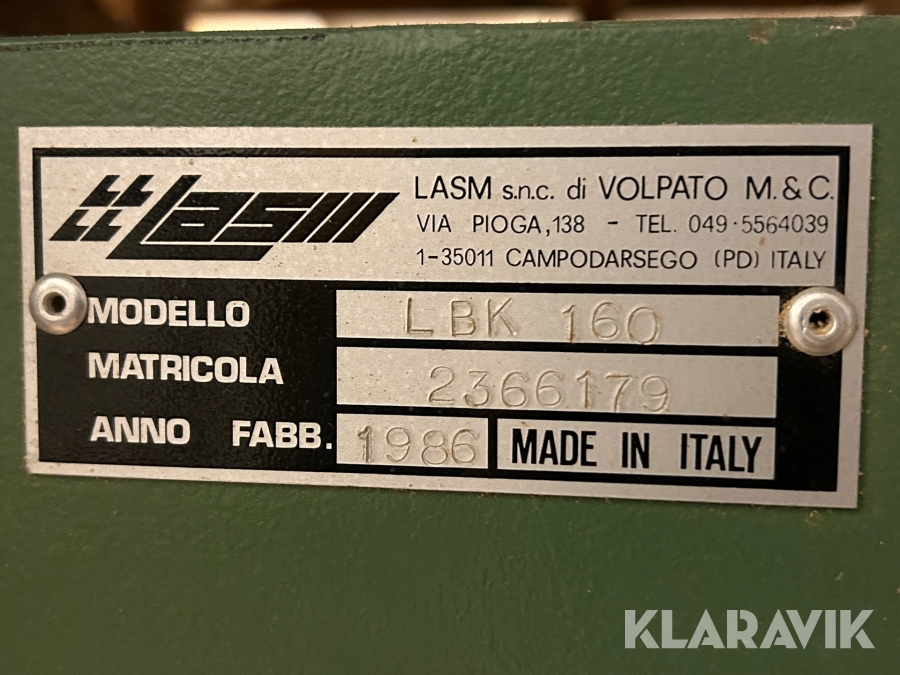 Lasm
LASM s.n.c. di VOLPATO M. & C.
VIA PIOGA, 138 - TEL. 049·5564039
1-35011 CAMPODARSEGO (PD) ITALY
MODELLO LBK 160
MATRICOLA 2366179
ANNO FABB. 1986 MADE IN ITALY
KLARAVIK